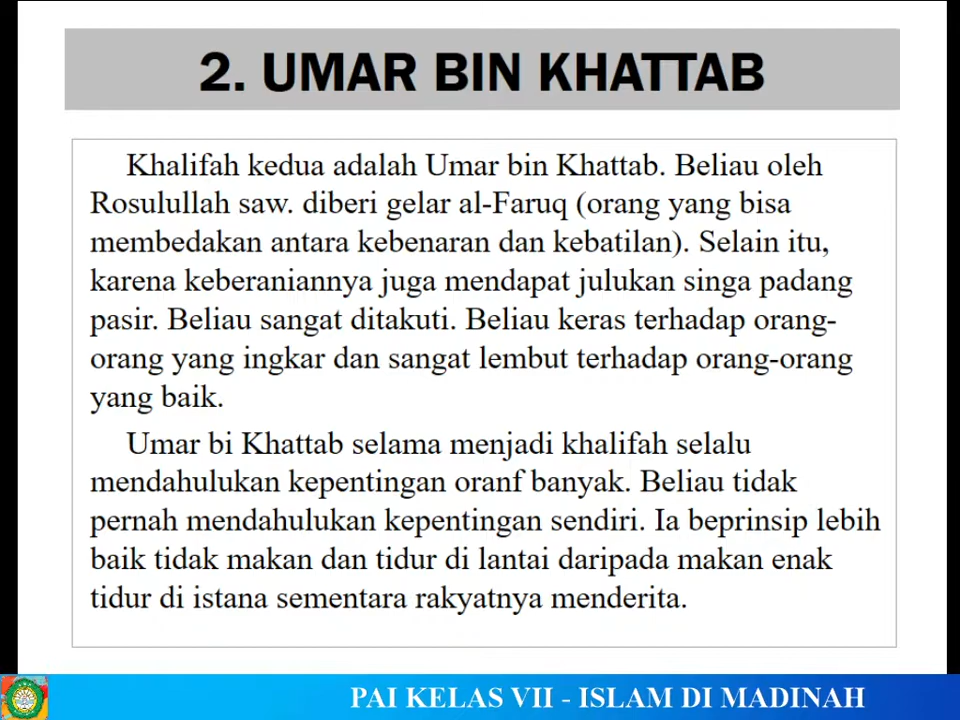 2. UMAR BIN KHATTAB
Khalifah kedua adalah Umar bin Khattab. Beliau oleh
Rosulullah saw. diberi gelar al-Faruq (orang yang bisa
membedakan antara kebenaran dan kebatilan). Selain itu,
karena keberaniannya juga mendapat julukan singa padang
pasir. Beliau sangat ditakuti. Beliau keras terhadap orang-
orang yang ingkar dan sangat lembut terhadap orang-orang
yang baik.
Umar bi Khattab selama menjadi khalifah selalu
mendahulukan kepentingan oranf banyak. Beliau tidak
pernah mendahulukan kepentingan sendiri. Ia beprinsip lebih
baik tidak makan dan tidur di lantai daripada makan enak
tidur di istana sementara rakyatnya menderita.
PAI KELAS VII - ISLAM DI MADINAH